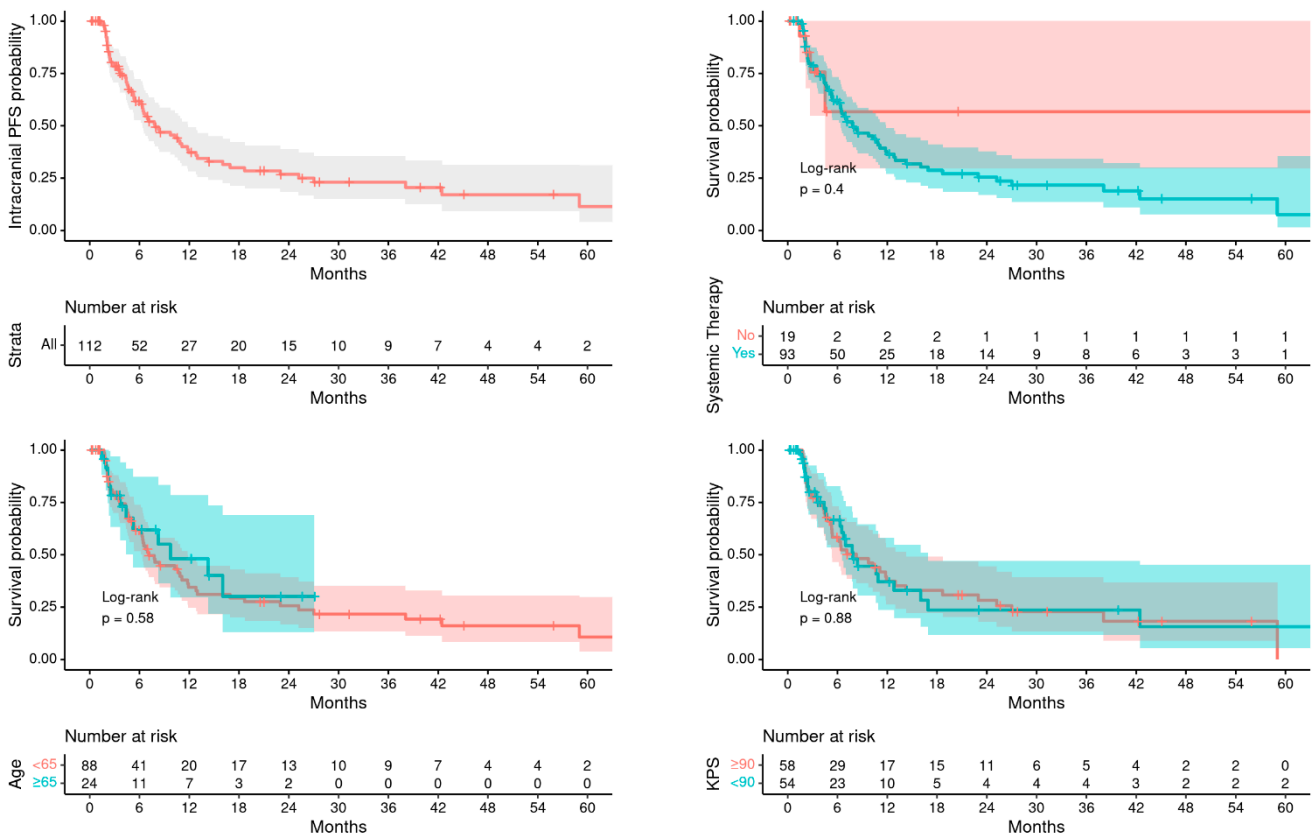 Intracranial PFS probability
1.00
0.75
0.50
0.25
0.00
0 6 12 18 24 30 36 42 48 54 60
Months
Number at risk
Strata
All 112 52 27 20 15 10 9 7 4 4 2
0 6 12 18 24 30 36 42 48 54 60
Months
Survival probability
1.00
0.75
0.50
0.25
0.00
Log-rank
p = 0.4
0 6 12 18 24 30 36 42 48 54 60
Months
Number at risk
Systemic Therapy
No 19 2 2 2 1 1 1 1 1 1 1
Yes 93 50 25 18 14 9 8 6 3 3 1
0 6 12 18 24 30 36 42 48 54 60
Months
Survival probability
1.00
0.75
0.50
0.25
0.00
Log-rank
p = 0.58
0 6 12 18 24 30 36 42 48 54 60
Months
Number at risk
Age
<65 88 41 20 17 13 10 9 7 4 4 2
≥65 24 11 7 3 2 0 0 0 0 0 0
0 6 12 18 24 30 36 42 48 54 60
Months
Survival probability
1.00
0.75
0.50
0.25
0.00
Log-rank
p = 0.88
0 6 12 18 24 30 36 42 48 54 60
Months
Number at risk
KPS
≥90 58 29 17 15 11 6 5 4 2 2 0
<90 54 23 10 5 4 4 4 3 2 2 2
0 6 12 18 24 30 36 42 48 54 60
Months